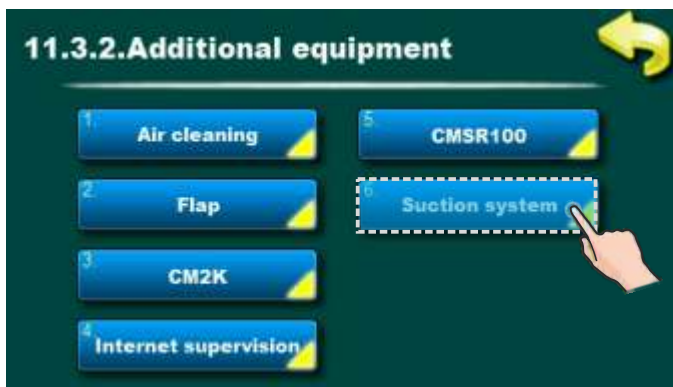 11.3.2.Additional equipment
1. Air cleaning
2. Flap
3. CM2K
4. Internet supervision
5. CMSR100
6. Suction system